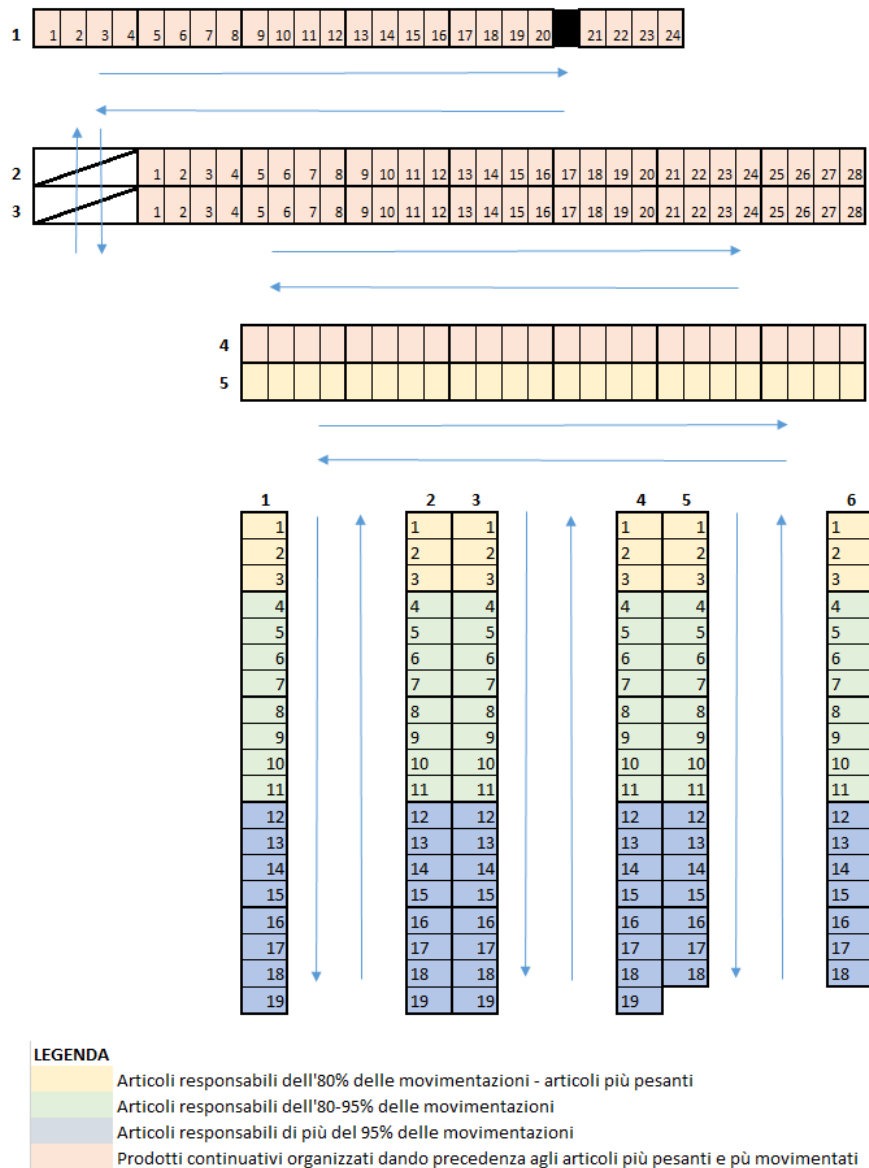 1 1 2 3 4 5 6 7 8 9 10 11 12 13 14 15 16 17 18 19 20 21 22 23 24
2 1 2 3 4 5 6 7 8 9 10 11 12 13 14 15 16 17 18 19 20 21 22 23 24 25 26 27 28
3 1 2 3 4 5 6 7 8 9 10 11 12 13 14 15 16 17 18 19 20 21 22 23 24 25 26 27 28
4
5
1 2 3 4 5 6
1 1 1 1 1 1
2 2 2 2 2 2
3 3 3 3 3 3
4 4 4 4 4 4
5 5 5 5 5 5
6 6 6 6 6 6
7 7 7 7 7 7
8 8 8 8 8 8
9 9 9 9 9 9
10 10 10 10 10 10
11 11 11 11 11 11
12 12 12 12 12 12
13 13 13 13 13 13
14 14 14 14 14 14
15 15 15 15 15 15
16 16 16 16 16 16
17 17 17 17 17 17
18 18 18 18 18 18
19 19 19 19
LEGENDA
Articoli responsabili dell'80% delle movimentazioni - articoli più pesanti
Articoli responsabili dell'80-95% delle movimentazioni
Articoli responsabili di più del 95% delle movimentazioni
Prodotti continuativi organizzati dando precedenza agli articoli più pesanti e pù movimentati